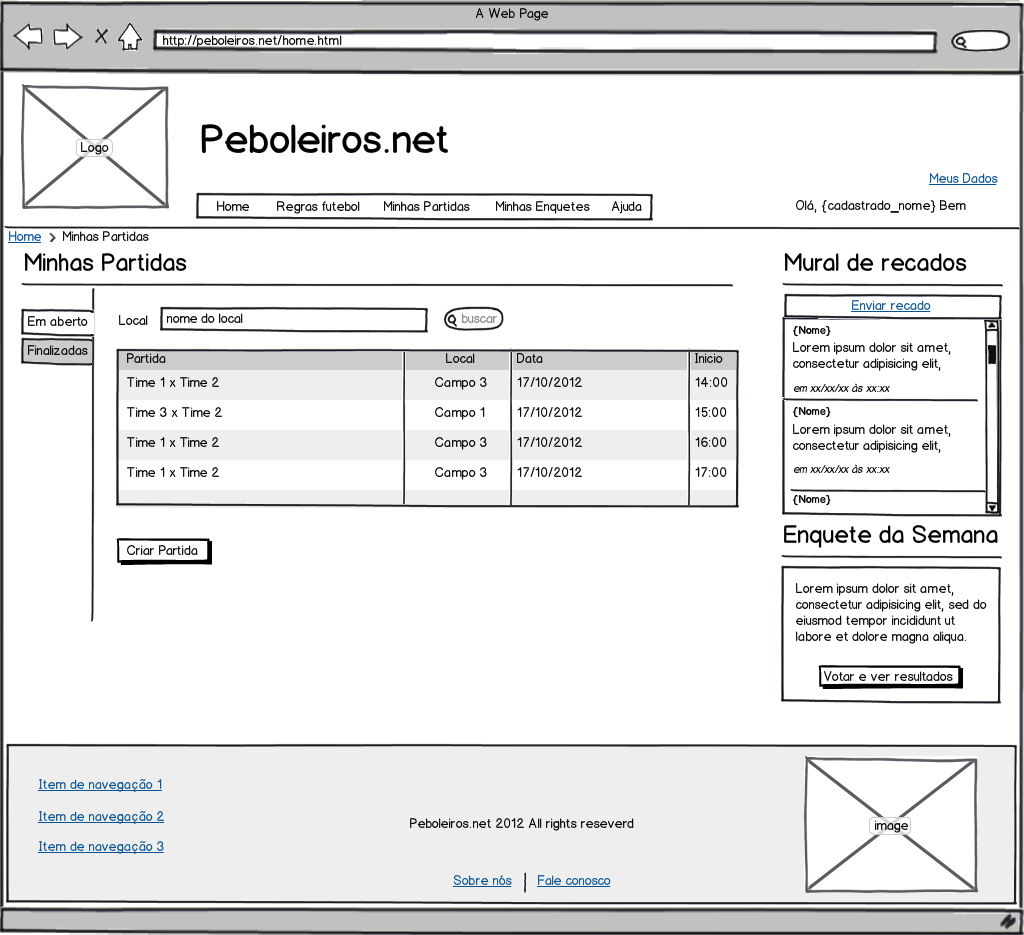 A Web Page
http://peboleiros.net/home.html
Logo
Peboleiros.net
Meus Dados
Home Regras futebol Minhas Partidas Minhas Enquetes Ajuda
Olá, {cadastrado_nome} Bem
Home > Minhas Partidas
Minhas Partidas
Em aberto
Finalizadas
Local nome do local buscar
Partida Local Data Inicio
Time 1 x Time 2 Campo 3 17/10/2012 14:00
Time 3 x Time 2 Campo 1 17/10/2012 15:00
Time 1 x Time 2 Campo 3 17/10/2012 16:00
Time 1 x Time 2 Campo 3 17/10/2012 17:00
Criar Partida
Mural de recados
Enviar recado
{Nome}
Lorem ipsum dolor sit amet,
consectetur adipisicing elit,
em xx/xx/xx às xx:xx
{Nome}
Lorem ipsum dolor sit amet,
consectetur adipisicing elit,
em xx/xx/xx às xx:xx
{Nome}
Enquete da Semana
Lorem ipsum dolor sit amet,
consectetur adipisicing elit, sed do
eiusmod tempor incididunt ut
labore et dolore magna aliqua.
Votar e ver resultados
Item de navegação 1
Item de navegação 2
Item de navegação 3
Peboleiros.net 2012 All rights reseverd
Sobre nós | Fale conosco
image